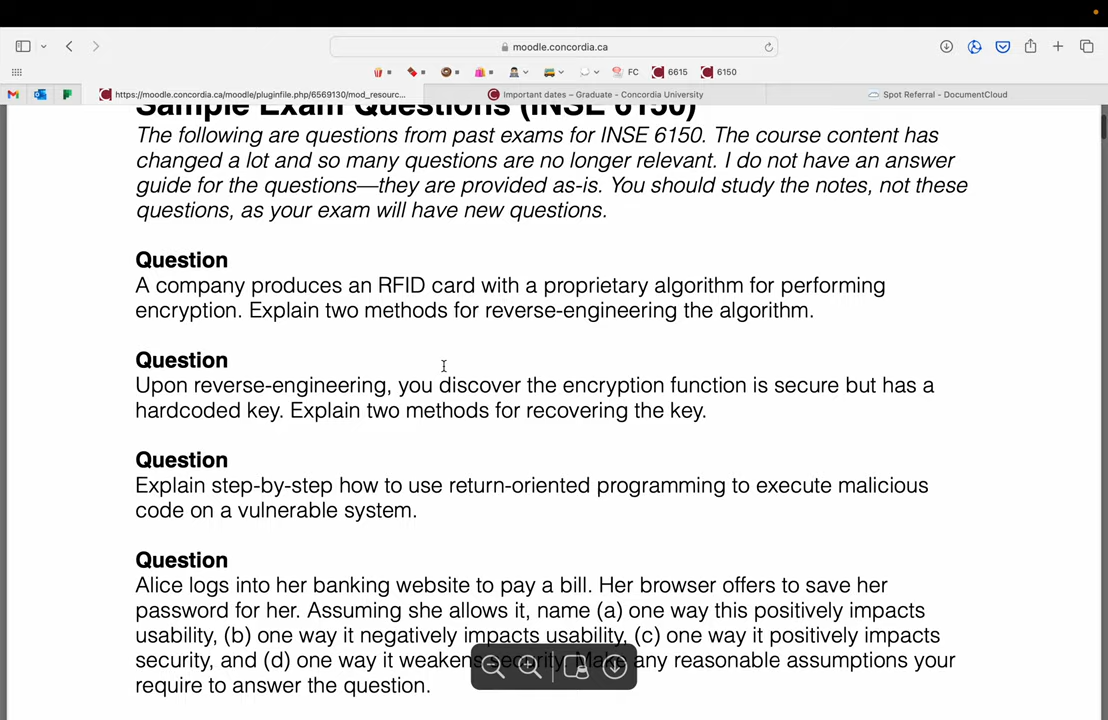 moodle.concordia.ca
FC
6615
6150
https://moodle.concordia.ca/moodle/pluginfile.php/6569130/mod_resourc...
Important dates – Graduate - Concordia University
Spot Referral - DocumentCloud
Sample Exam Questions (INSE 6150)
The following are questions from past exams for INSE 6150. The course content has
changed a lot and so many questions are no longer relevant. I do not have an answer
guide for the questions—they are provided as-is. You should study the notes, not these
questions, as your exam will have new questions.
Question
A company produces an RFID card with a proprietary algorithm for performing
encryption. Explain two methods for reverse-engineering the algorithm.
Question
Upon reverse-engineering, you discover the encryption function is secure but has a
hardcoded key. Explain two methods for recovering the key.
Question
Explain step-by-step how to use return-oriented programming to execute malicious
code on a vulnerable system.
Question
Alice logs into her banking website to pay a bill. Her browser offers to save her
password for her. Assuming she allows it, name (a) one way this positively impacts
usability, (b) one way it negatively impacts usability, (c) one way it positively impacts
security, and (d) one way it weakens security. Make any reasonable assumptions your
require to answer the question.